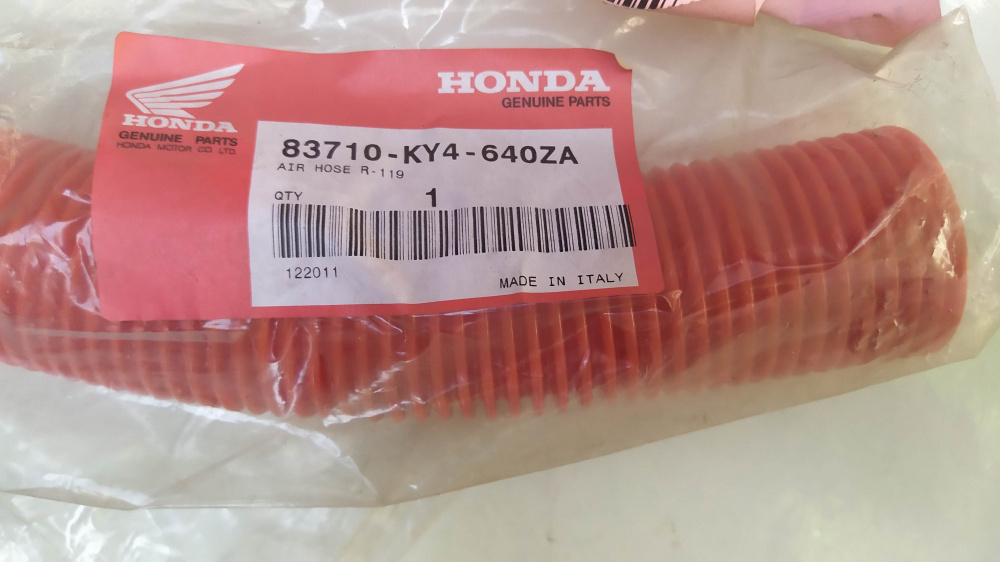 HONDA
GENUINE PARTS
HONDA MOTOR CO LTD.
HONDA
GENUINE PARTS
83710-KY4-640ZA
AIR HOSE R-119
QTY 1
122011
MADE IN ITALY